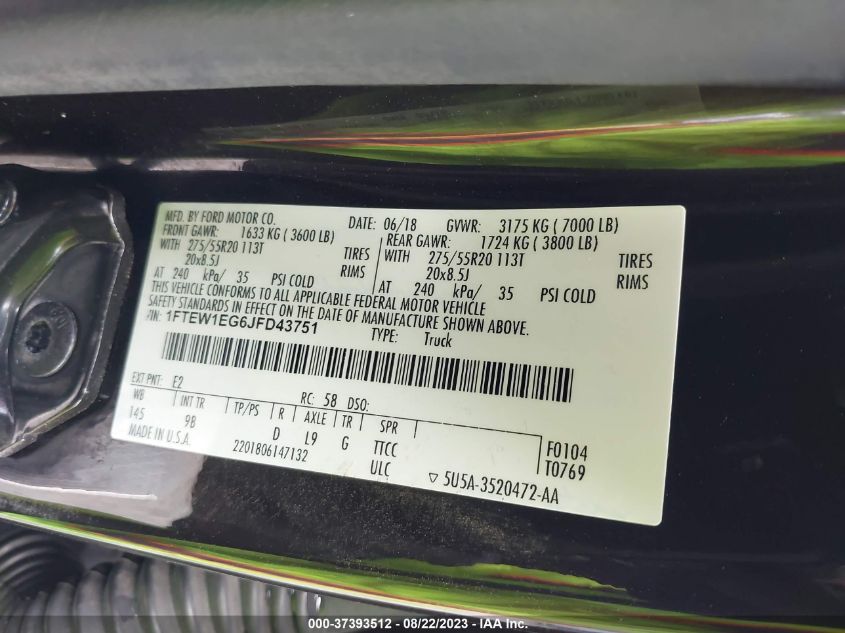 MFD. BY FORD MOTOR CO. DATE: 06/18 GVWR: 3175 KG ( 7000 LB)
FRONT GAWR: 1633 KG ( 3600 LB) REAR GAWR: 1724 KG ( 3800 LB)
WITH 275/55R20 113T TIRES WITH 275/55R20 113T TIRES
20x8.5J RIMS 20x8.5J RIMS
AT 240 kPa/ 35 PSI COLD AT 240 kPa/ 35 PSI COLD
THIS VEHICLE CONFORMS TO ALL APPLICABLE FEDERAL MOTOR VEHICLE
SAFETY STANDARDS IN EFFECT ON THE DATE OF MANUFACTURE SHOWN ABOVE.
VIN: 1FTEW1EG6JFD43751
TYPE: Truck
EXT PNT: E2 RC: 58 DSO:
WB INT TR TP/PS R AXLE TR SPR
145 9B D L9 G TTCC F0104
MADE IN U.S.A. 2201806147132 ULC T0769
5U5A-3520472-AA
000-37393512 - 08/22/2023 - IAA Inc.